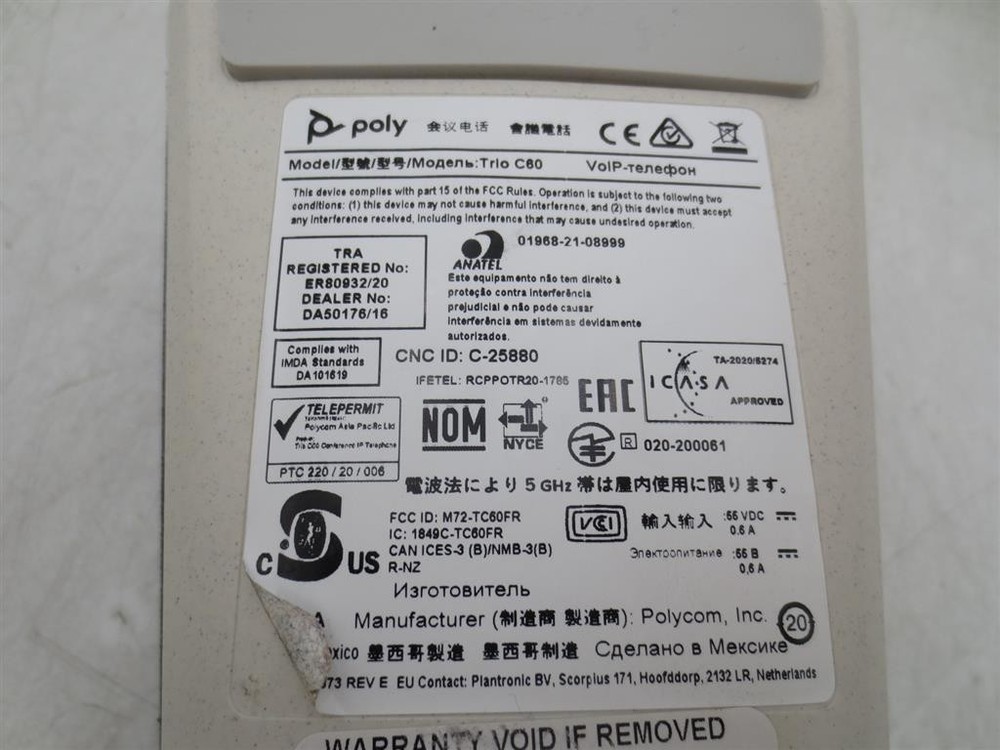 poly 会议电话 會議電話 CE
Model/型號/型号/Модель: Trio C60 VoIP-телефон
This device complies with part 15 of the FCC Rules. Operation is subject to the following two
conditions: (1) this device may not cause harmful interference, and (2) this device must accept
any interference received, including interference that may cause undesired operation.
TRA
REGISTERED No:
ER80932/20
DEALER No:
DA50176/16
ANATEL
01968-21-08999
Este equipamento não tem direito à
proteção contra interferência
prejudicial e não pode causar
interferência em sistemas devidamente
autorizados.
Complies with
IMDA Standards
DA101619
CNC ID: C-25880
IFETEL: RCPPOTR20-1785
EAC
TA-2020/5274
ICASA
APPROVED
TELEPERMIT
Polycom Asia Pacific Ltd
Trio C60 Conference IP Telephone
PTC 220 / 20 / 006
NOM
NYCE
R 020-200061
電波法により 5 GHz 帯は屋内使用に限ります。
C US
FCC ID: M72-TC60FR
IC: 1849C-TC60FR
CAN ICES-3 (B)/NMB-3(B)
R-NZ
VCCI
輸入输入 :55 VDC
0.6 A
Электропитание :55 В
0,6 А
Изготовитель
A Manufacturer (制造商 製造商): Polycom, Inc. 20
exico 墨西哥製造 墨西哥制造 Сделано в Мексике
373 REV E EU Contact: Plantronic BV, Scorpius 171, Hoofddorp, 2132 LR, Netherlands
WARRANTY VOID IF REMOVED